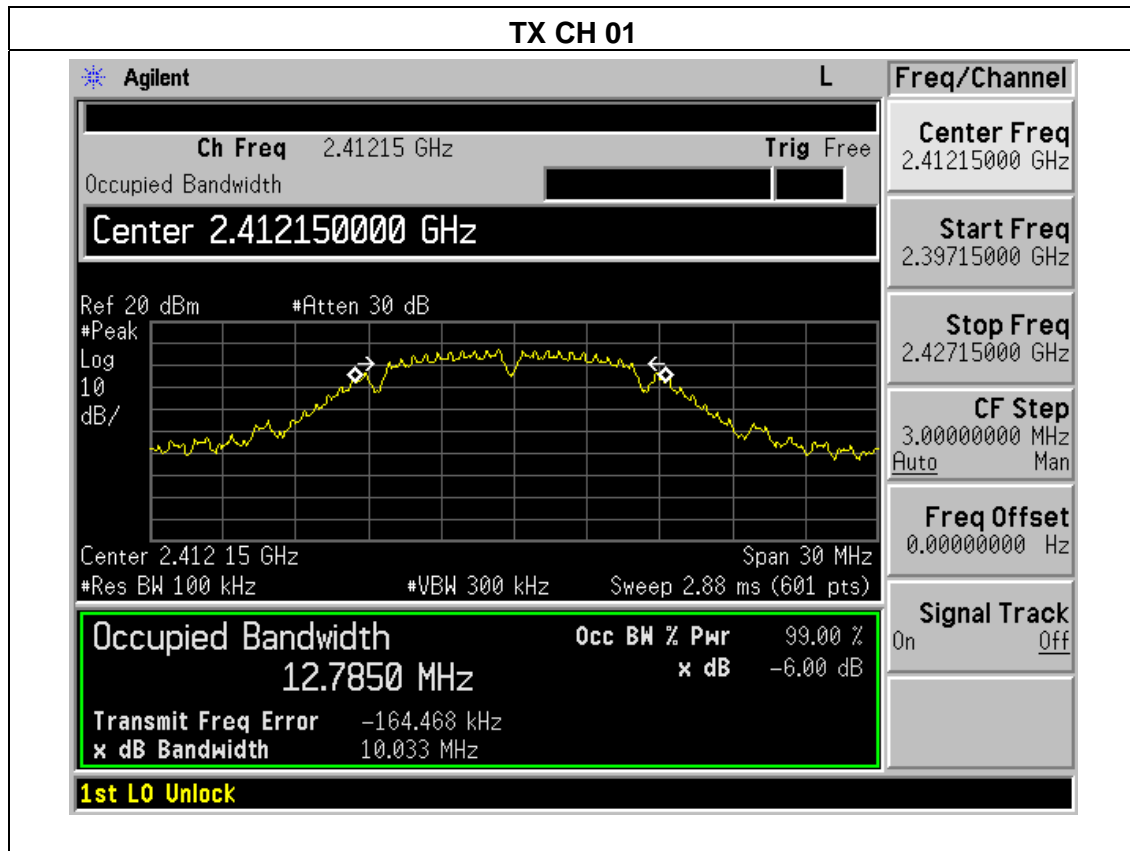 TX CH 01
Agilent L Freq/Channel
Ch Freq 2.41215 GHz Trig Free
Occupied Bandwidth
Center 2.412150000 GHz
Ref 20 dBm #Atten 30 dB
#Peak
Log
10
dB/
Center 2.412 15 GHz Span 30 MHz
#Res BW 100 kHz #VBW 300 kHz Sweep 2.88 ms (601 pts)
Occupied Bandwidth Occ BW % Pwr 99.00 %
12.7850 MHz x dB -6.00 dB
Transmit Freq Error -164.468 kHz
x dB Bandwidth 10.033 MHz
1st LO Unlock
Center Freq
2.41215000 GHz
Start Freq
2.39715000 GHz
Stop Freq
2.42715000 GHz
CF Step
3.00000000 MHz
Auto Man
Freq Offset
0.00000000 Hz
Signal Track
On Off